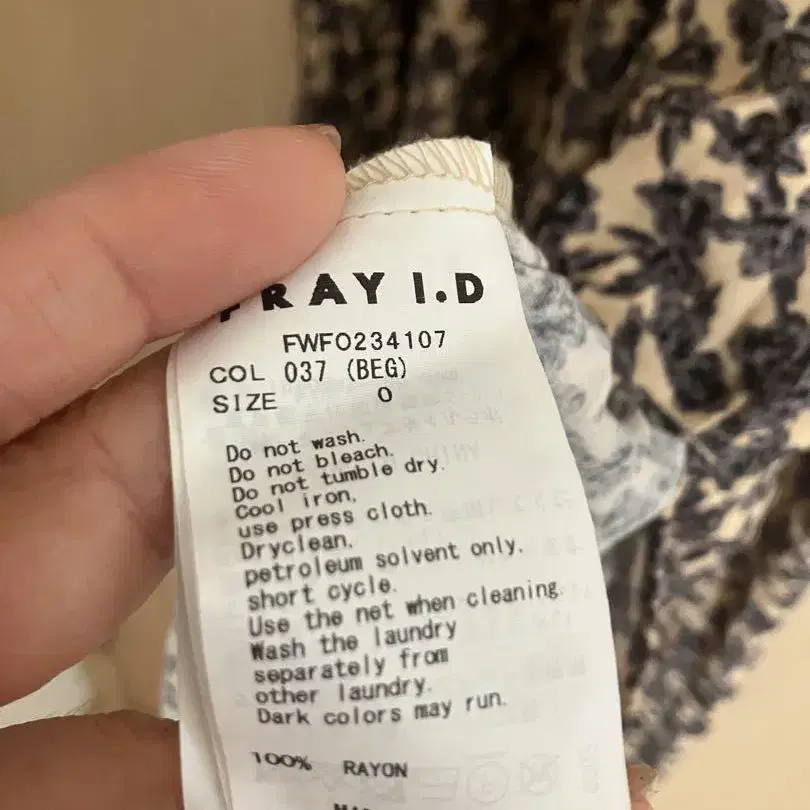 FRAY I.D
FWFO234107
COL 037 (BEG)
SIZE 0
Do not wash.
Do not bleach.
Do not tumble dry.
Cool iron,
use press cloth.
Dryclean,
petroleum solvent only,
short cycle.
Use the net when cleaning.
Wash the laundry
separately from
other laundry.
Dark colors may run.
100% RAYON